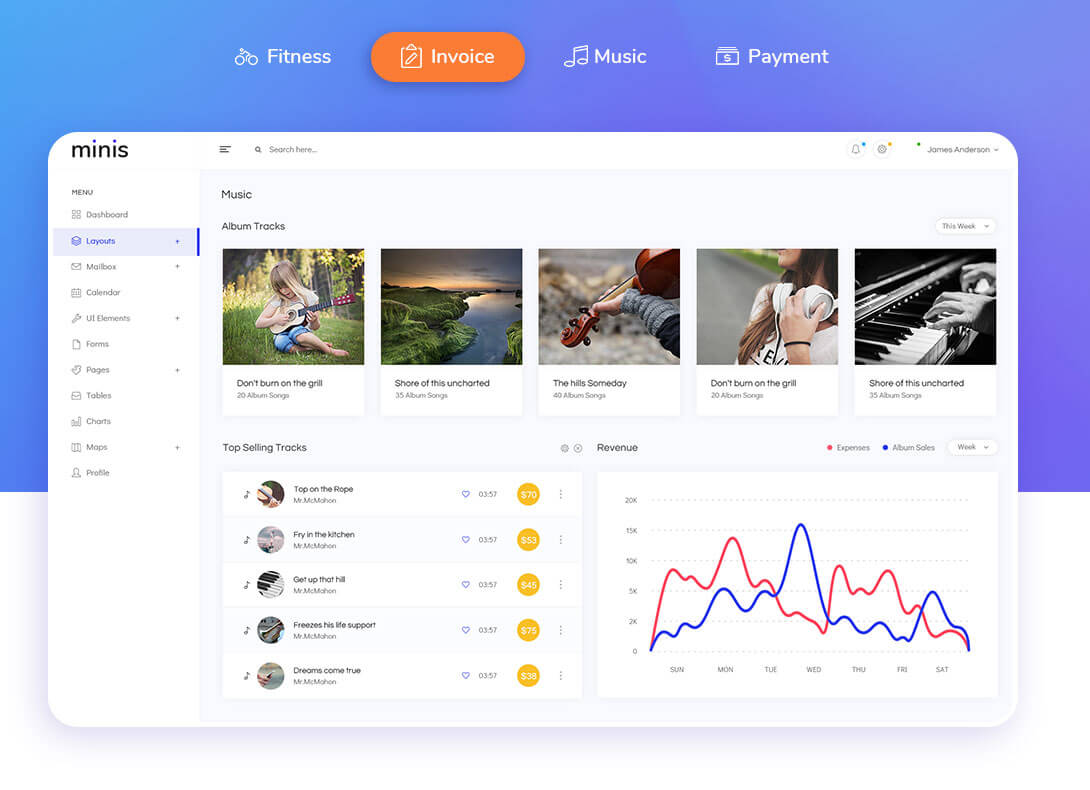 Fitness
Invoice
Music
Payment
minis
Search here...
James Anderson
MENU
Dashboard
Layouts +
Mailbox +
Calendar
UI Elements +
Forms
Pages +
Tables
Charts
Maps +
Profile
Music
Album Tracks
This Week
Don't burn on the grill
20 Album Songs
Shore of this uncharted
35 Album Songs
The hills Someday
40 Album Songs
Don't burn on the grill
20 Album Songs
Shore of this uncharted
35 Album Songs
Top Selling Tracks
Top on the Rope
Mr.McMahon
03:57
$70
Fry in the kitchen
Mr.McMahon
03:57
$53
Get up that hill
Mr.McMahon
03:57
$45
Freezes his life support
Mr.McMahon
03:57
$75
Dreams come true
Mr.McMahon
03:57
$38
Revenue
Expenses
Album Sales
Week
20K
15K
10K
5K
2K
0
SUN MON TUE WED THU FRI SAT